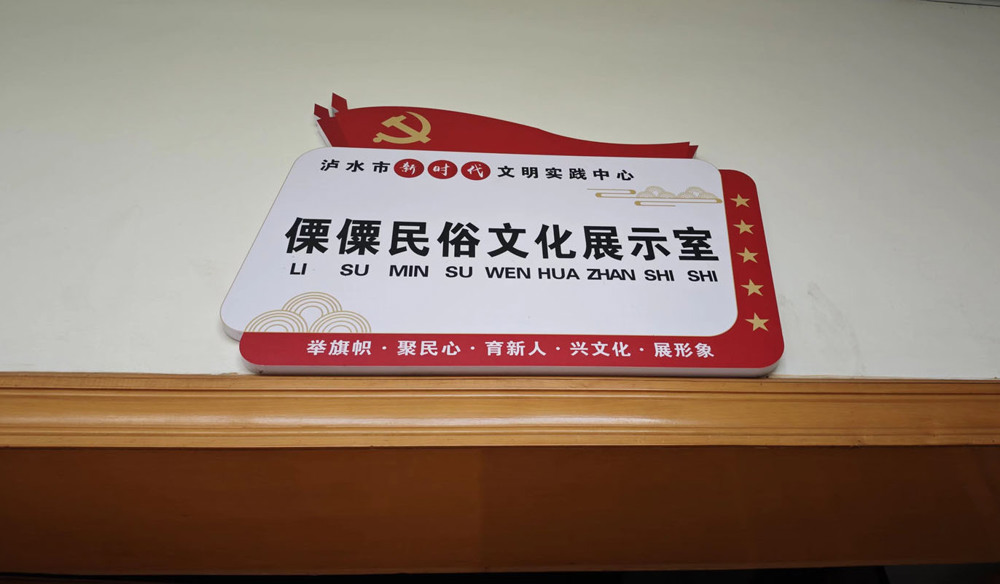 泸水市新时代文明实践中心
傈僳民俗文化展示室
LI SU MIN SU WEN HUA ZHAN SHI SHI
举旗帜·聚民心·育新人·兴文化·展形象